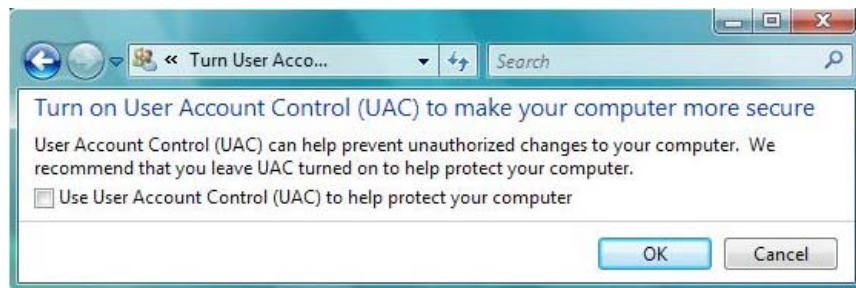 « Turn User Acco...
Search
Turn on User Account Control (UAC) to make your computer more secure
User Account Control (UAC) can help prevent unauthorized changes to your computer. We
recommend that you leave UAC turned on to help protect your computer.
Use User Account Control (UAC) to help protect your computer
OK
Cancel